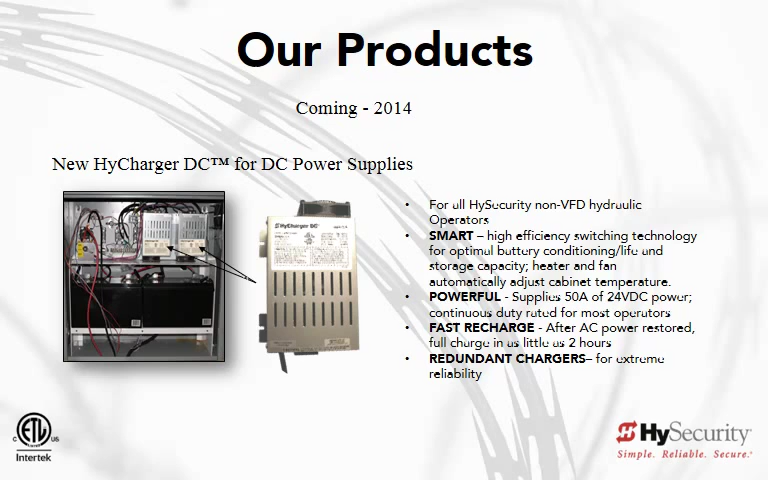 Our Products
Coming - 2014
New HyCharger DC™ for DC Power Supplies
• For all HySecurity non-VFD hydraulic
Operators
• SMART – high efficiency switching technology
for optimal battery conditioning/life and
storage capacity; heater and fan
automatically adjust cabinet temperature.
• POWERFUL - Supplies 50A of 24VDC power;
continuous duty rated for most operators
• FAST RECHARGE - After AC power restored,
full charge in as little as 2 hours
• REDUNDANT CHARGERS– for extreme
reliability
HyCharger DC
C ETL US
Intertek
HySecurity
Simple. Reliable. Secure.